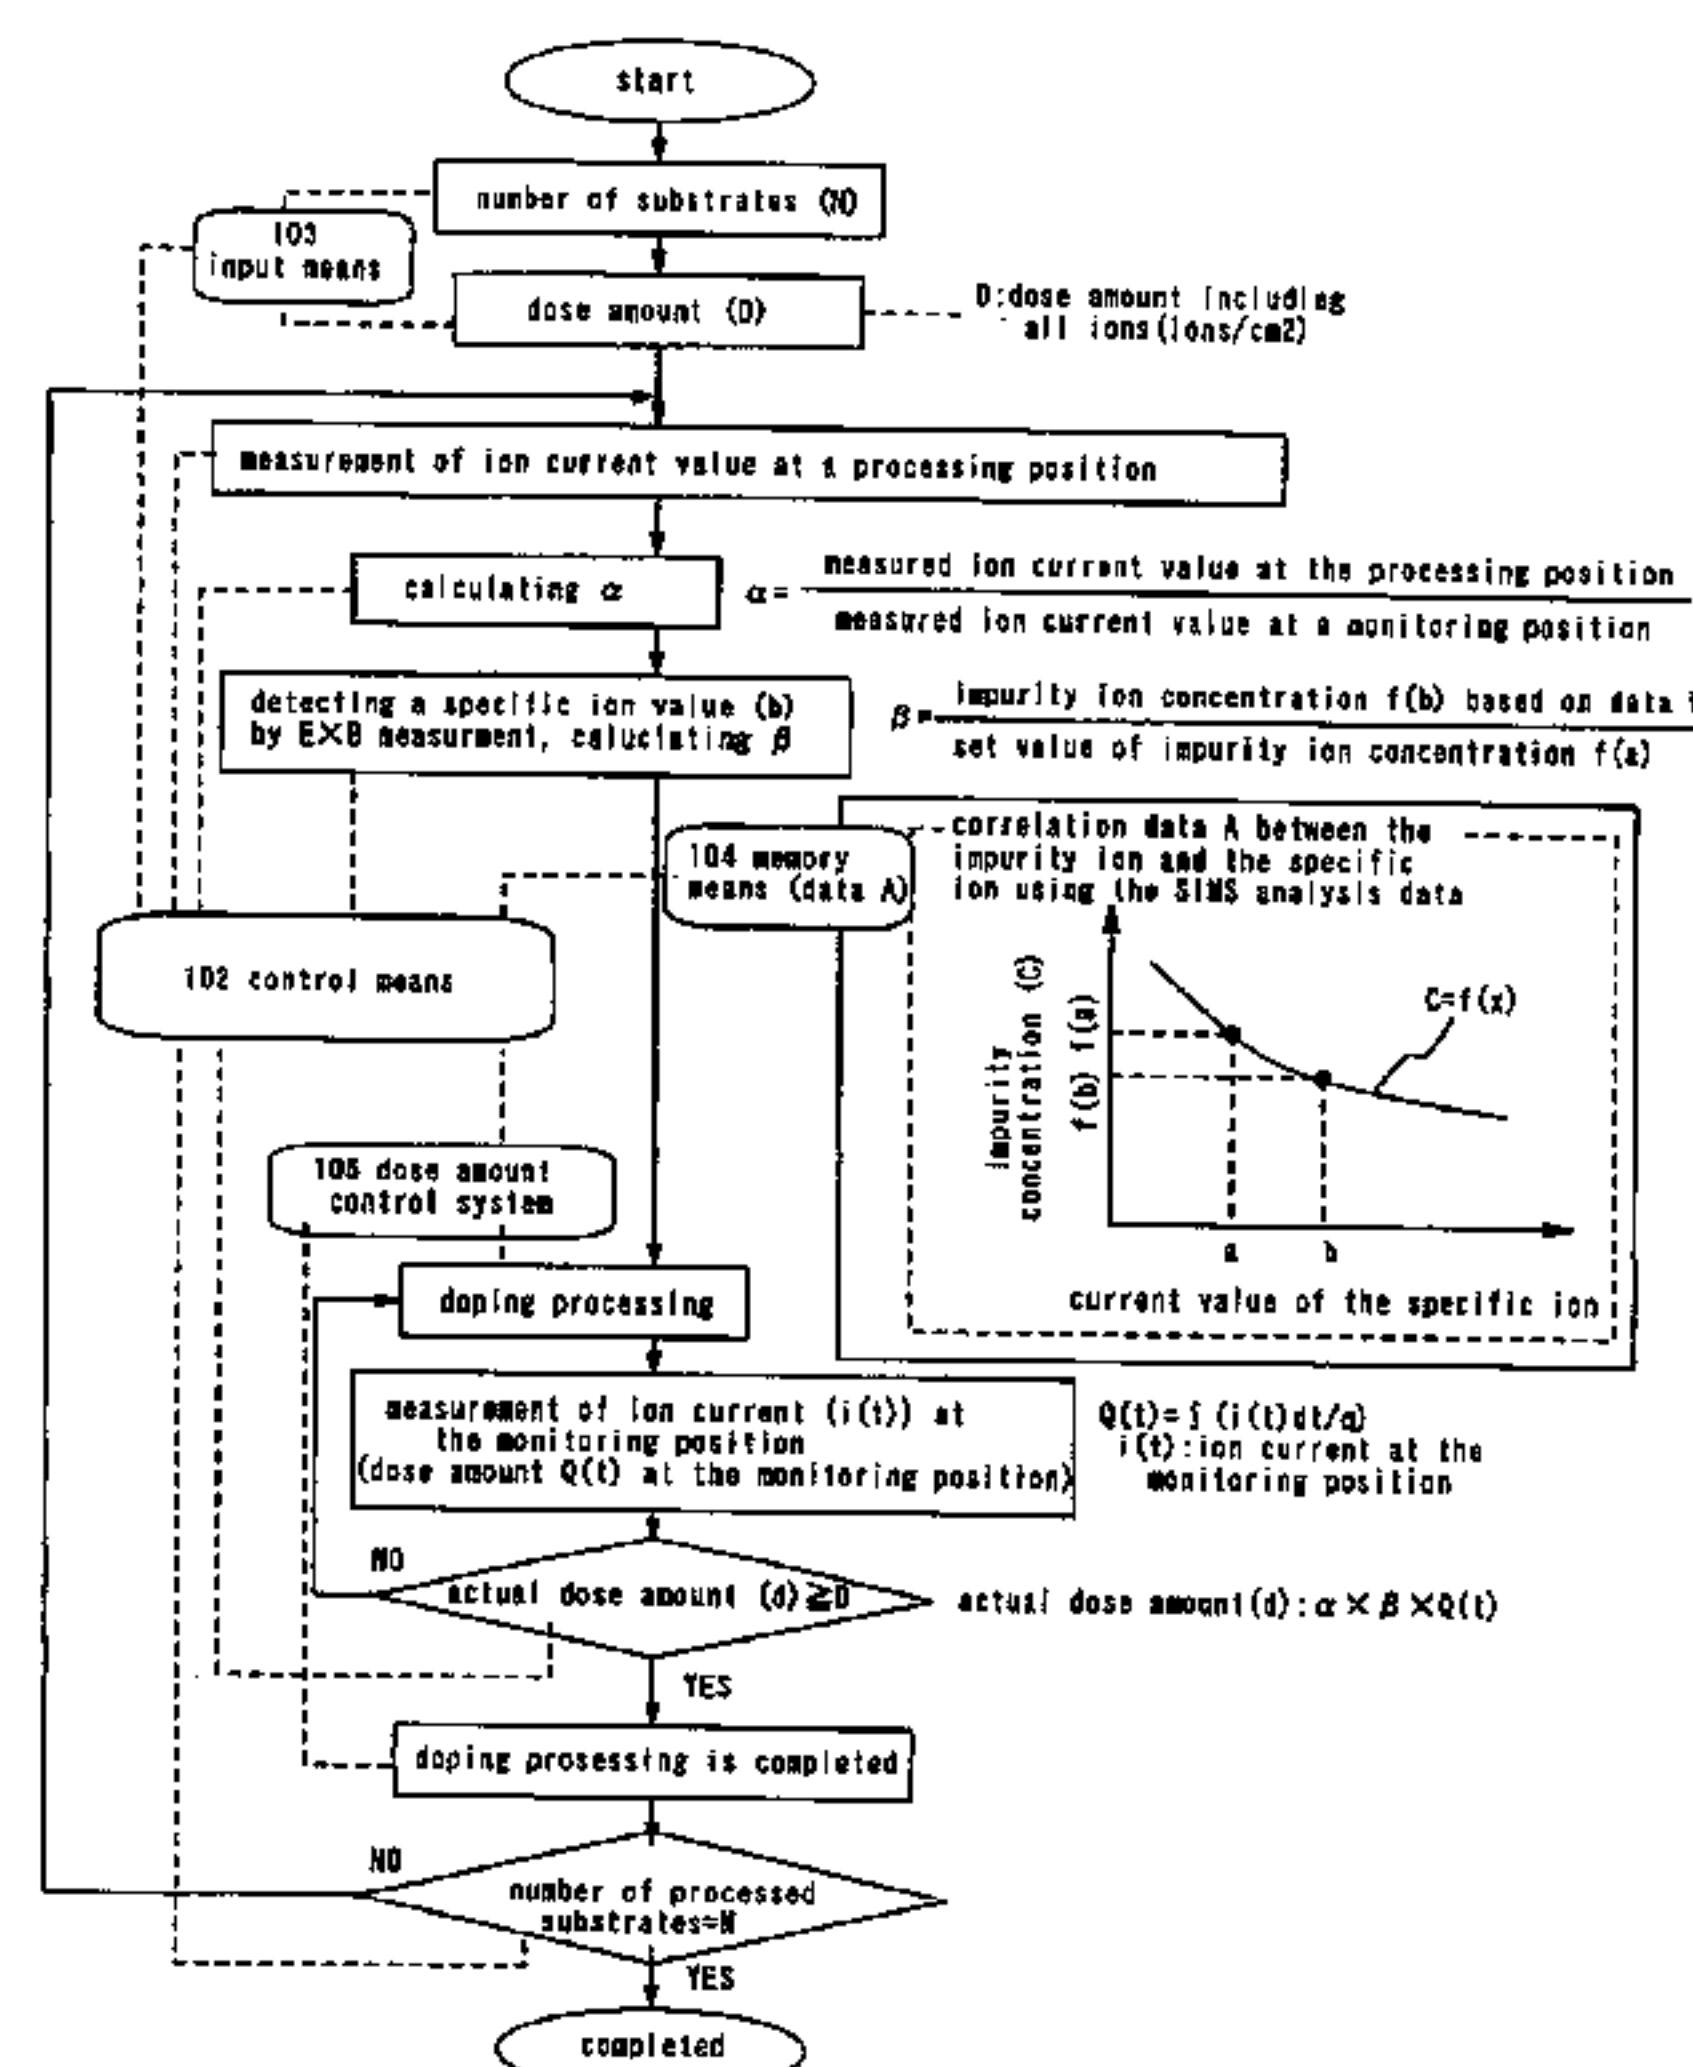 start
number of substrates (N)
103
input means
dose amount (D)
D:dose amount including
all ions(ions/cm2)
measurement of ion current value at a processing position
calculating α
α=
measured ion current value at the processing position
measured ion current value at a monitoring position
detecting a specific ion value (b)
by E×B measurment, caluclating β
β=
impurity ion concentration f(b) based on data
set value of impurity ion concentration f(a)
104 memory
means (data A)
correlation data A between the
impurity ion and the specific
ion using the SIMS analysis data
102 control means
impurity
concentration (C)
f(b) f(a)
C=f(x)
a
b
current value of the specific ion
105 dose amount
control system
doping processing
measurement of ion current (i(t)) at
the monitoring position
(dose amount Q(t) at the monitoring position)
Q(t)=∫(i(t)dt/q)
i(t):ion current at the
monitoring position
NO
actual dose amount (d)≧D
actual dose amount(d):α×β×Q(t)
YES
doping prosessing is completed
NO
number of processed
substrates=N
YES
completed